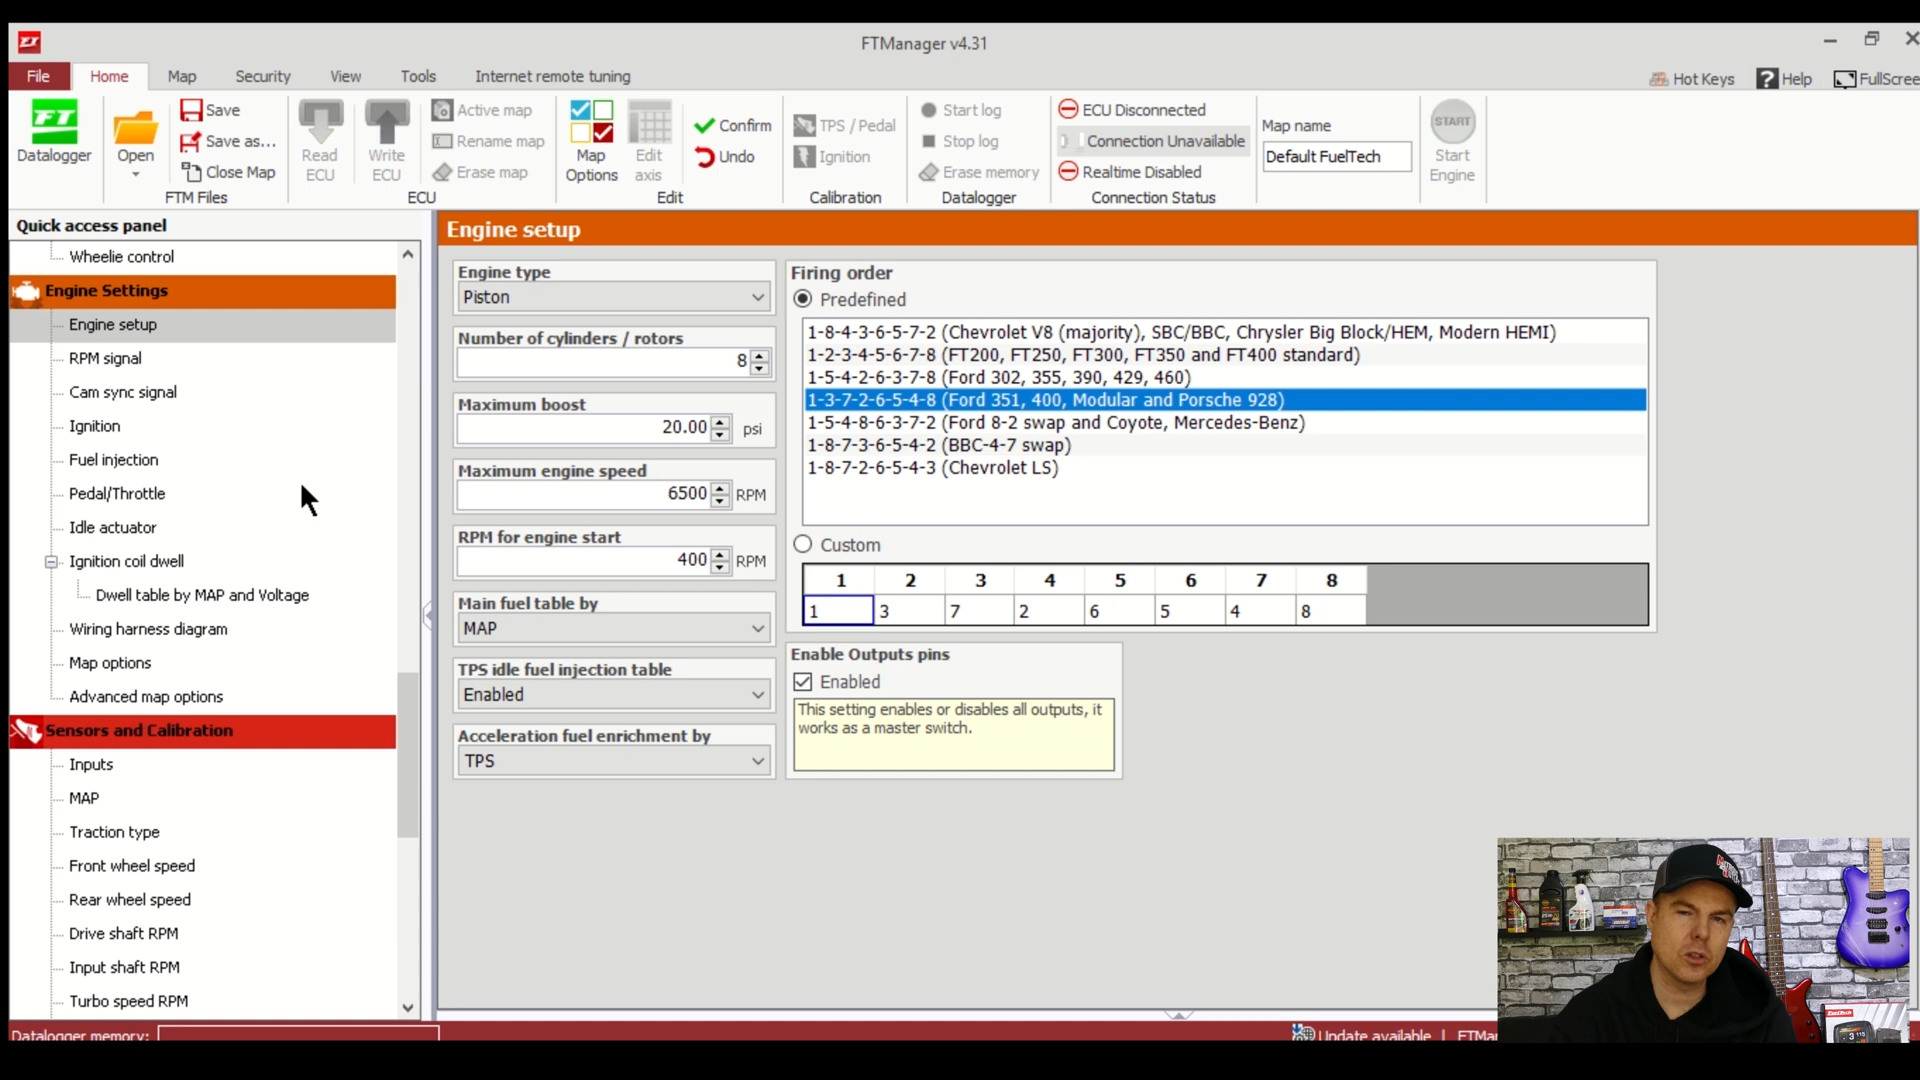 FTManager v4.31
File Home Map Security View Tools Internet remote tuning Hot Keys Help FullScree
Datalogger
Open
Save
Save as...
Close Map
FTM Files
Read ECU
Write ECU
Active map
Rename map
Erase map
ECU
Map Options
Edit axis
Confirm
Undo
Edit
TPS / Pedal
Ignition
Calibration
Start log
Stop log
Erase memory
Datalogger
ECU Disconnected
Connection Unavailable
Realtime Disabled
Connection Status
Map name
Default FuelTech
START
Start Engine
Quick access panel
Wheelie control
Engine Settings
Engine setup
RPM signal
Cam sync signal
Ignition
Fuel injection
Pedal/Throttle
Idle actuator
Ignition coil dwell
Dwell table by MAP and Voltage
Wiring harness diagram
Map options
Advanced map options
Sensors and Calibration
Inputs
MAP
Traction type
Front wheel speed
Rear wheel speed
Drive shaft RPM
Input shaft RPM
Turbo speed RPM
Engine setup
Engine type
Piston
Number of cylinders / rotors
8
Maximum boost
20.00 psi
Maximum engine speed
6500 RPM
RPM for engine start
400 RPM
Main fuel table by
MAP
TPS idle fuel injection table
Enabled
Acceleration fuel enrichment by
TPS
Firing order
Predefined
1-8-4-3-6-5-7-2 (Chevrolet V8 (majority), SBC/BBC, Chrysler Big Block/HEM, Modern HEMI)
1-2-3-4-5-6-7-8 (FT200, FT250, FT300, FT350 and FT400 standard)
1-5-4-2-6-3-7-8 (Ford 302, 355, 390, 429, 460)
1-3-7-2-6-5-4-8 (Ford 351, 400, Modular and Porsche 928)
1-5-4-8-6-3-7-2 (Ford 8-2 swap and Coyote, Mercedes-Benz)
1-8-7-3-6-5-4-2 (BBC-4-7 swap)
1-8-7-2-6-5-4-3 (Chevrolet LS)
Custom
1 2 3 4 5 6 7 8
1 3 7 2 6 5 4 8
Enable Outputs pins
Enabled
This setting enables or disables all outputs, it
works as a master switch.
Datalogger memory:
Update available | FTMa